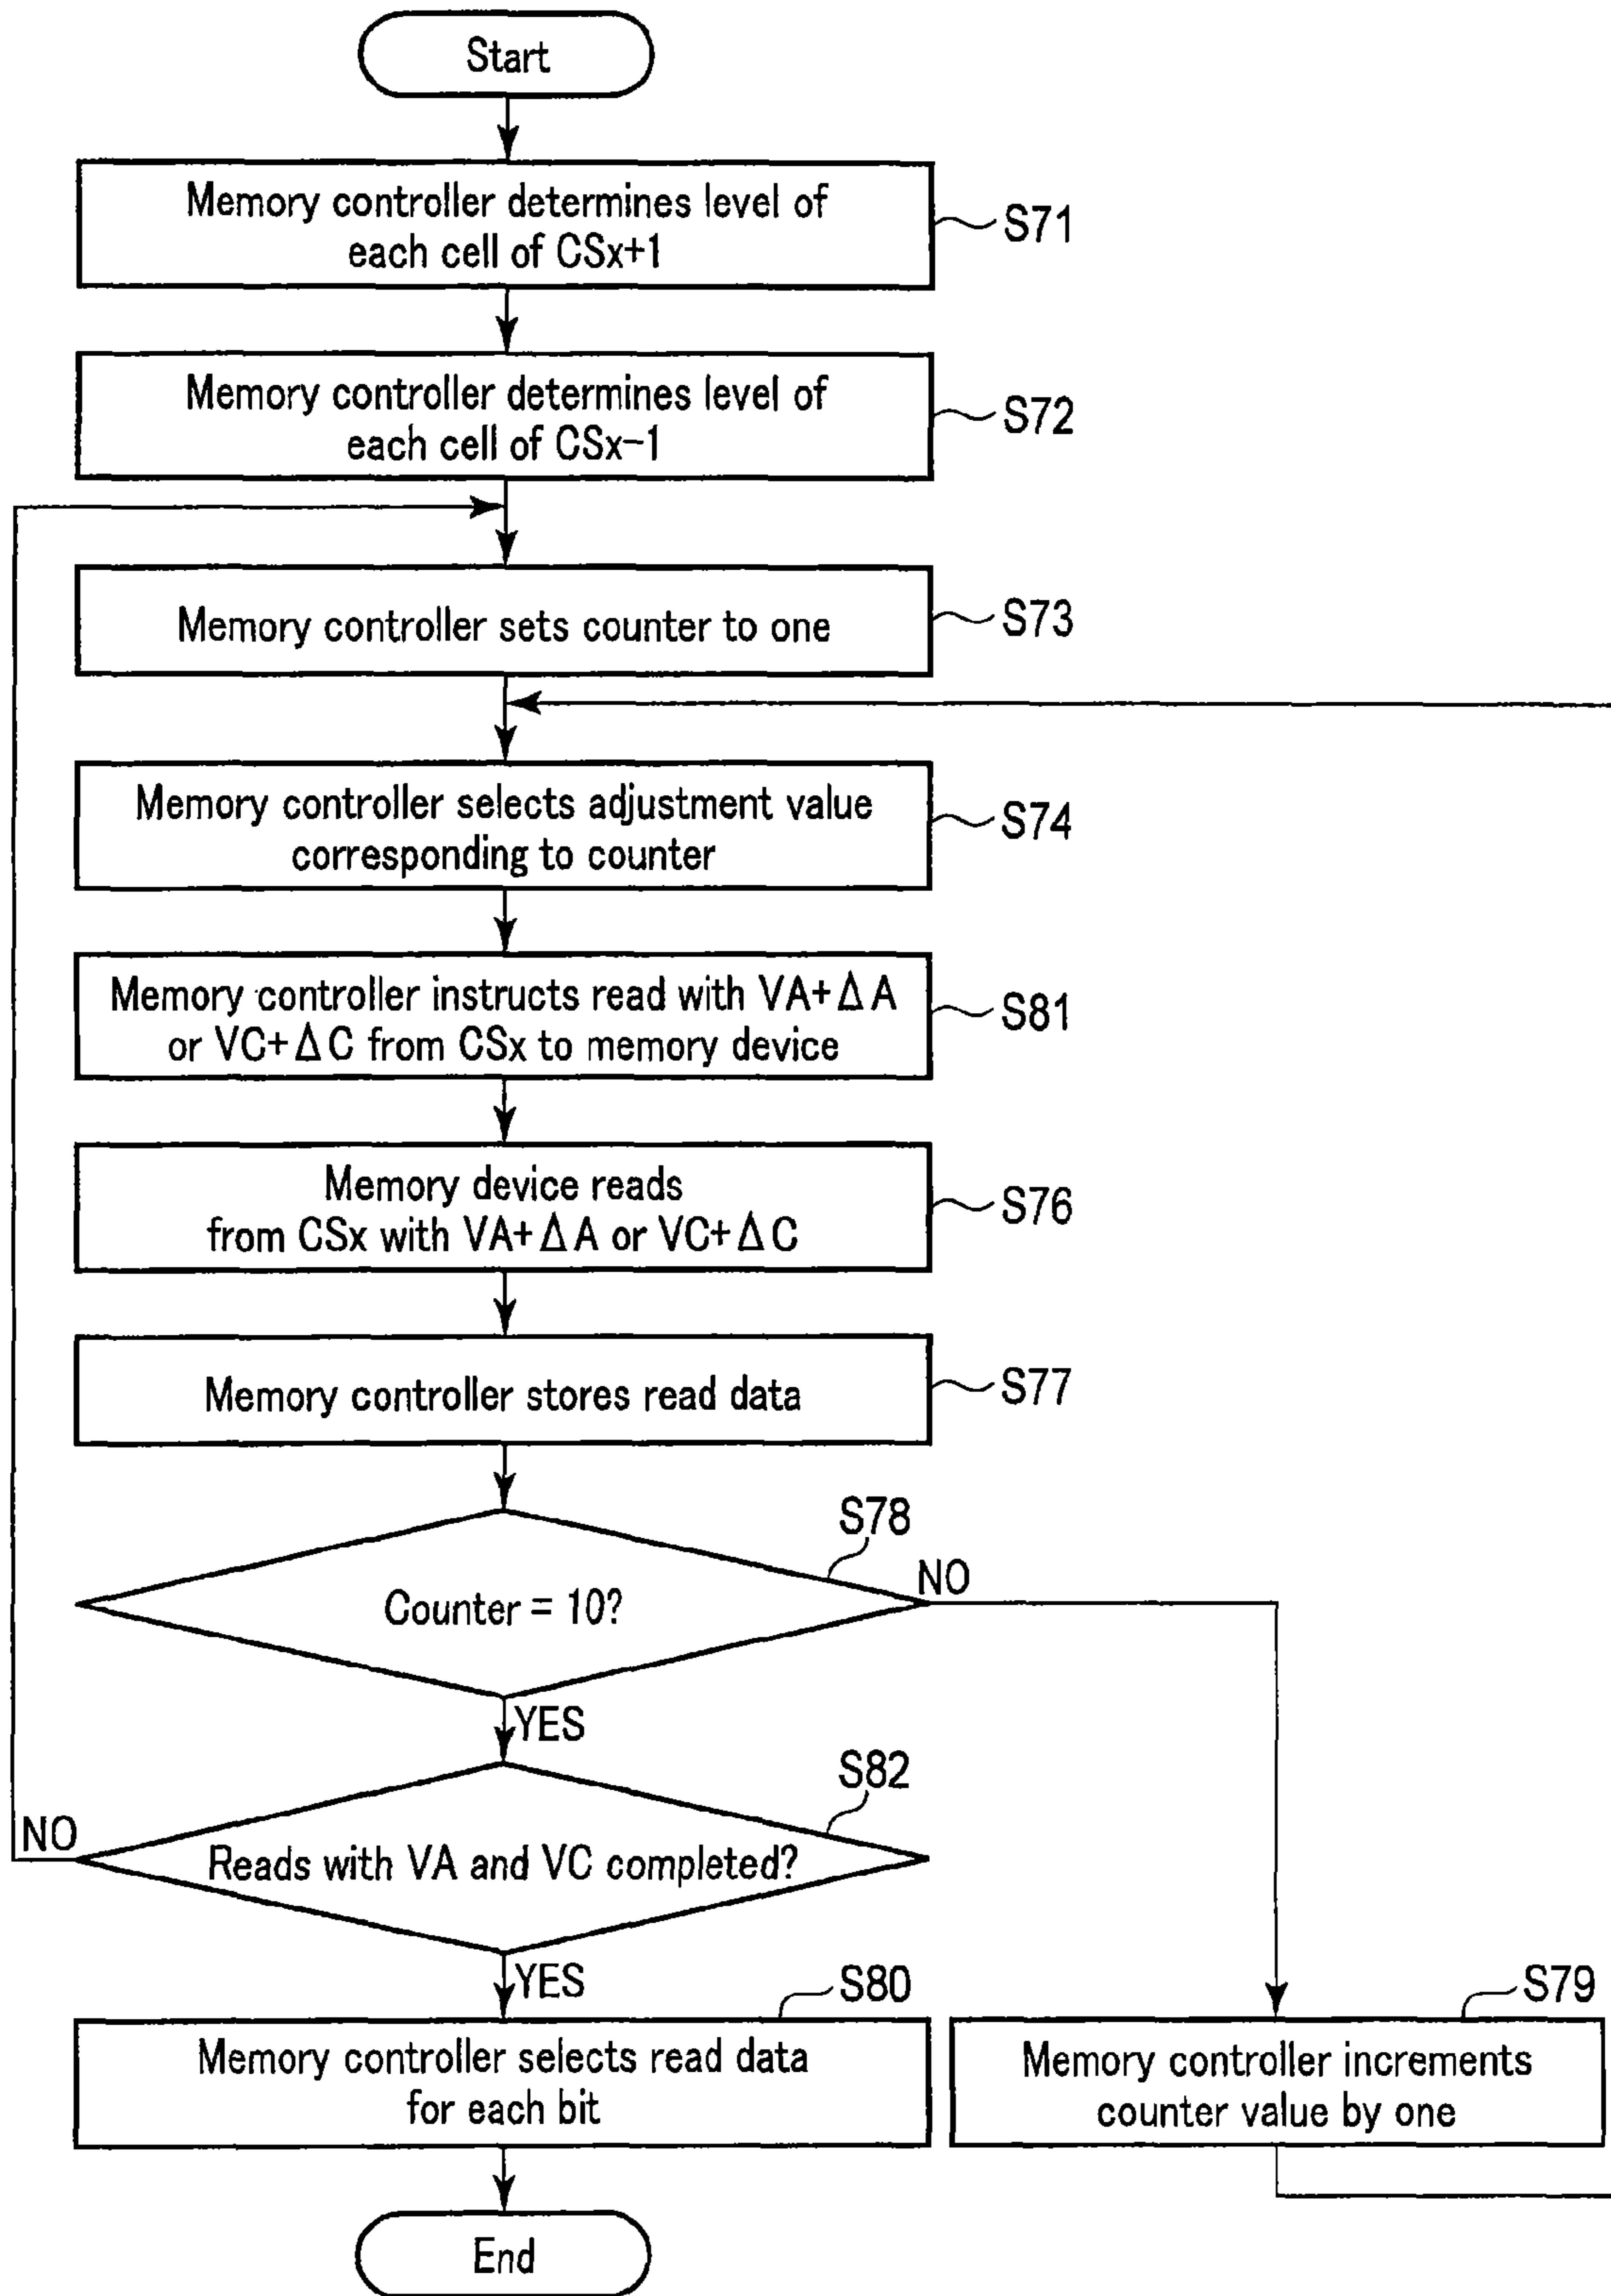 Start
Memory controller determines level of
each cell of CSx+1
S71
Memory controller determines level of
each cell of CSx−1
S72
Memory controller sets counter to one
S73
Memory controller selects adjustment value
corresponding to counter
S74
Memory controller instructs read with VA+ΔA
or VC+ΔC from CSx to memory device
S81
Memory device reads
from CSx with VA+ΔA or VC+ΔC
S76
Memory controller stores read data
S77
S78
Counter = 10?
NO
YES
S82
Reads with VA and VC completed?
NO
YES
S80
Memory controller selects read data
for each bit
S79
Memory controller increments
counter value by one
End